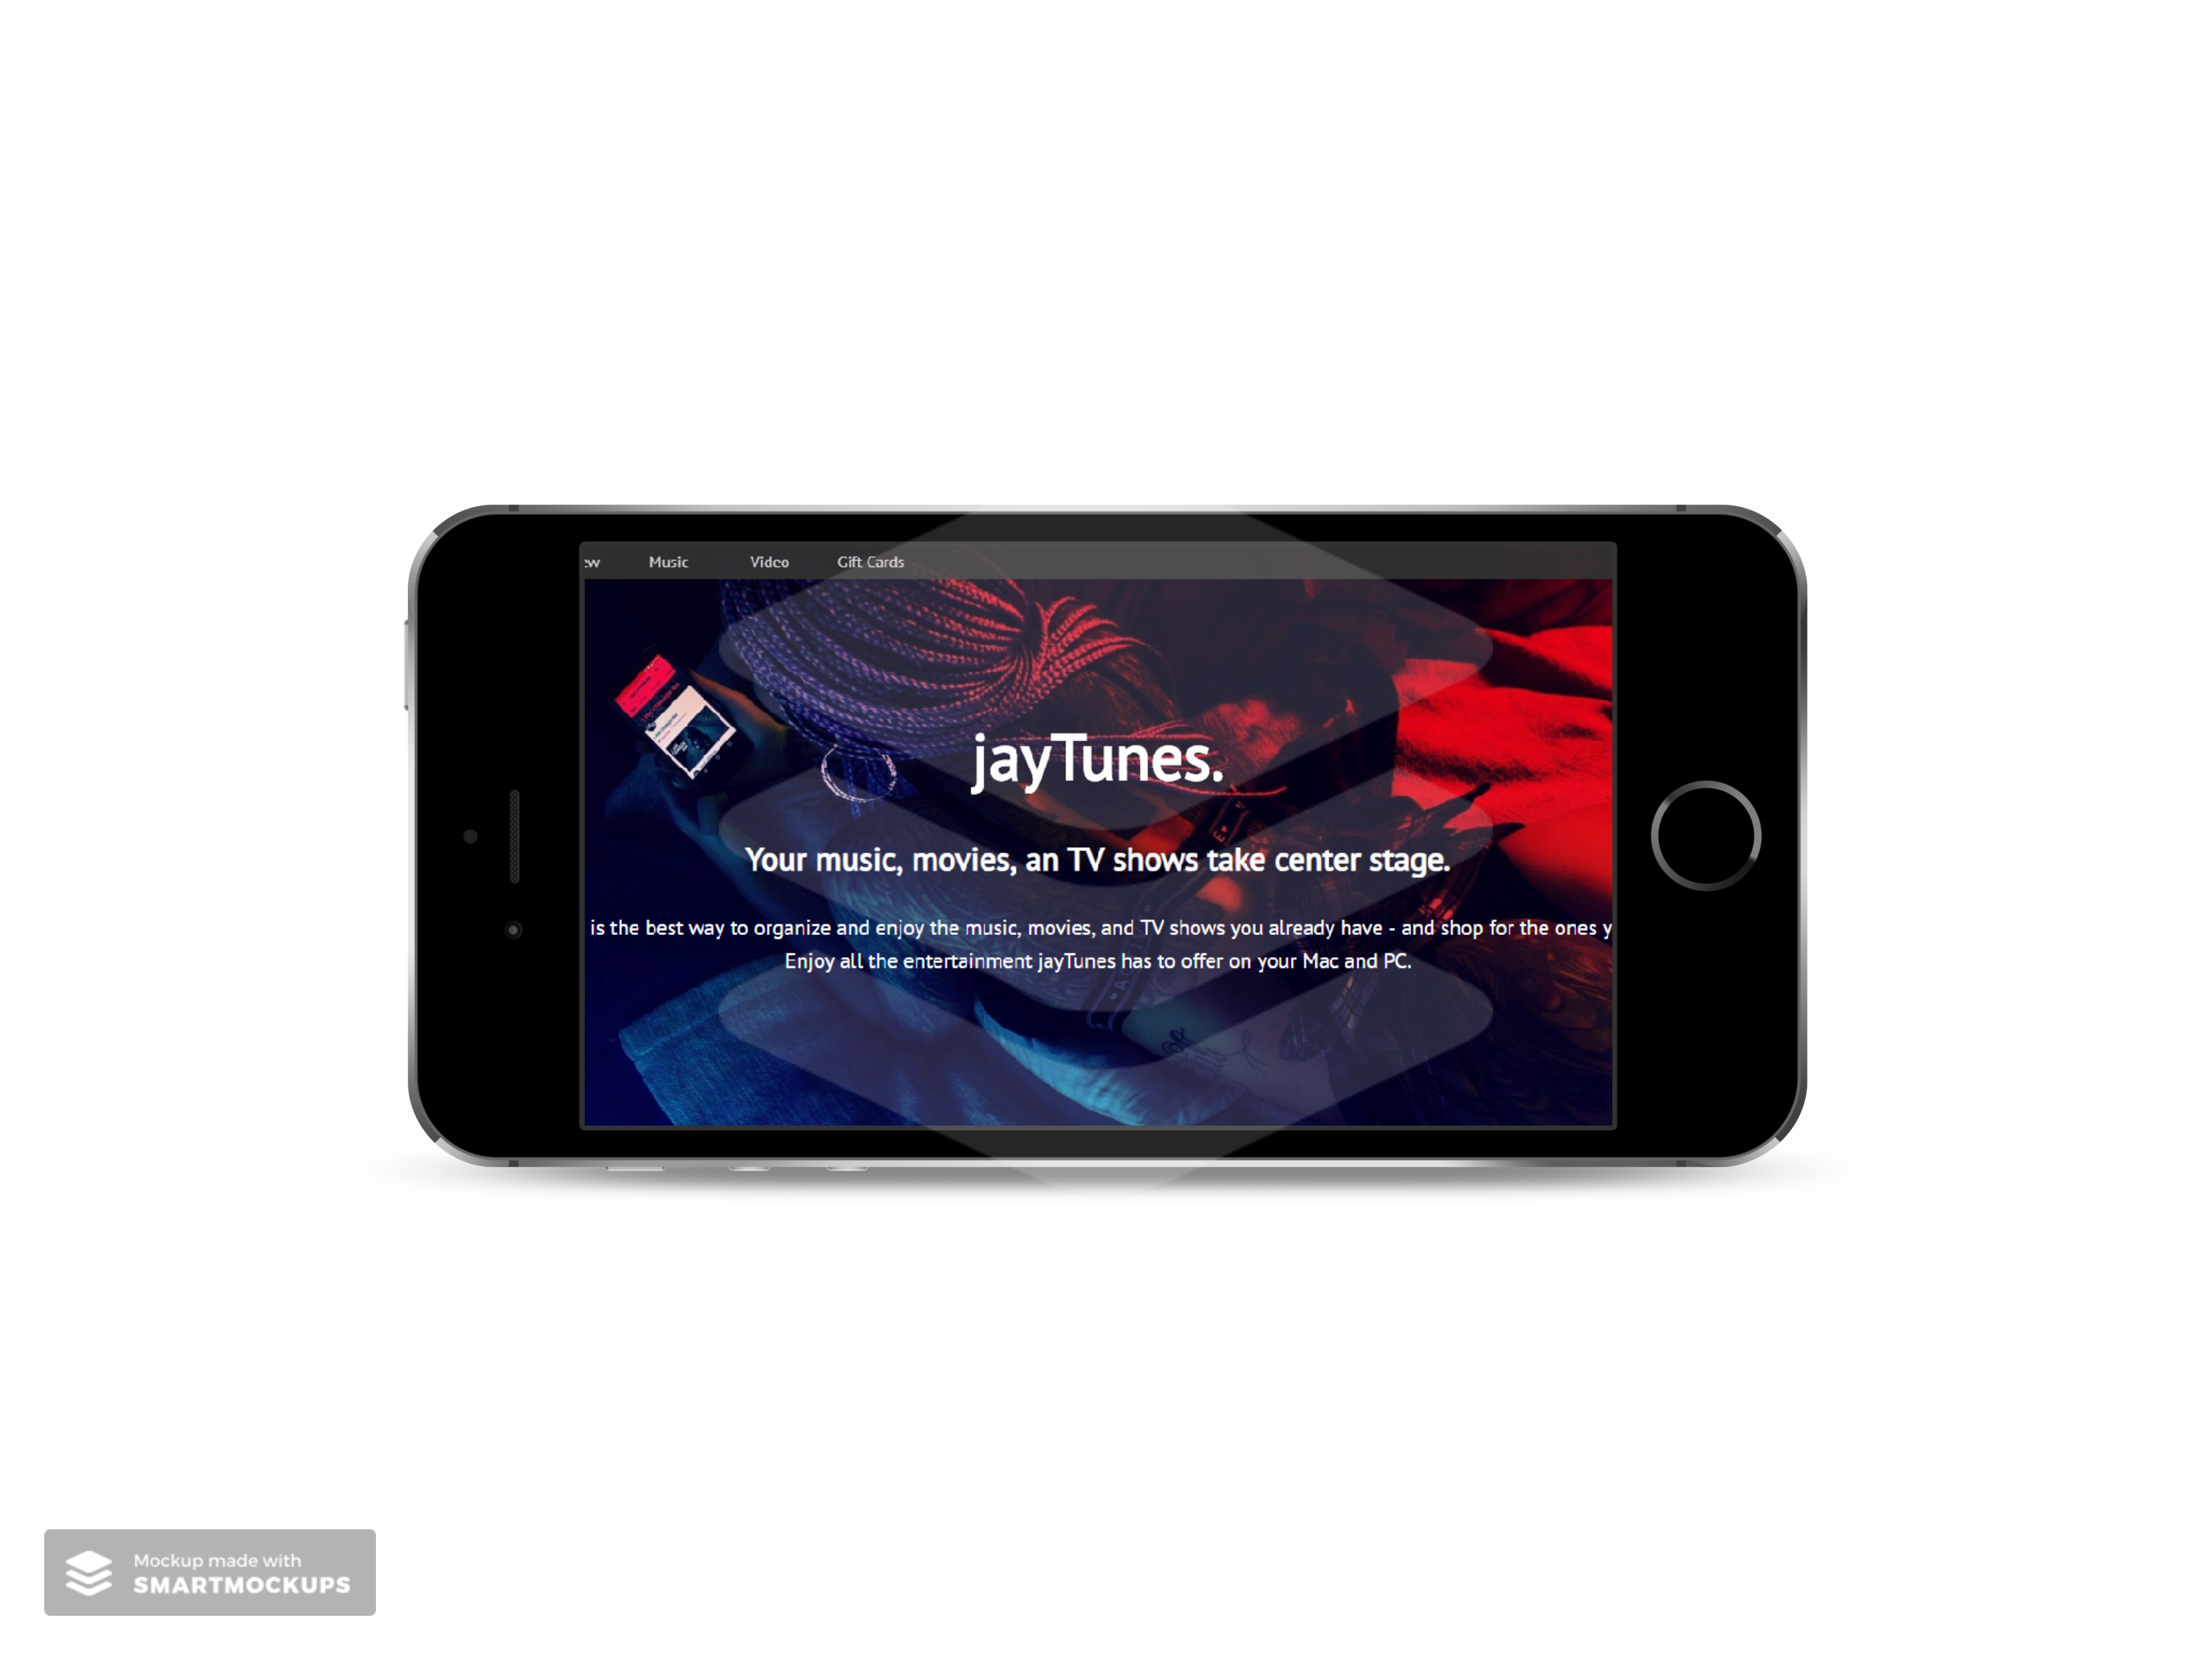 ew Music Video Gift Cards
jayTunes.
Your music, movies, an TV shows take center stage.
is the best way to organize and enjoy the music, movies, and TV shows you already have - and shop for the ones y
Enjoy all the entertainment jayTunes has to offer on your Mac and PC.
Mockup made with
SMARTMOCKUPS